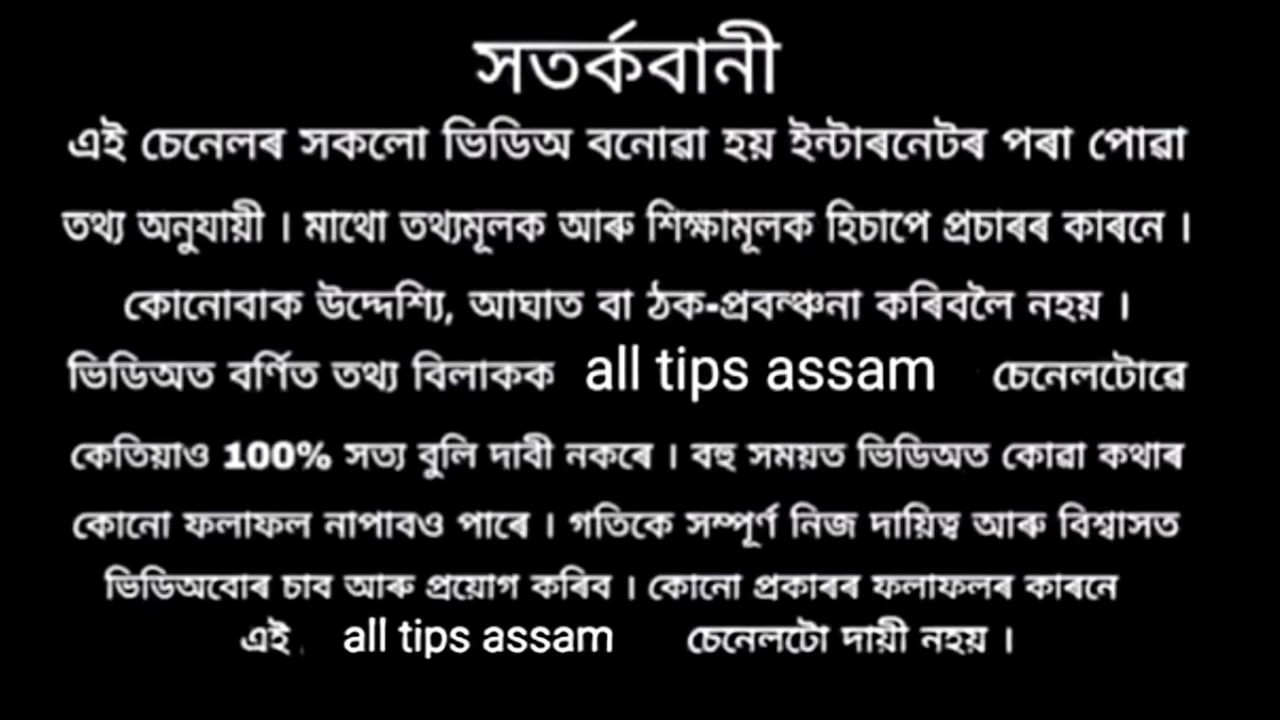 সতৰ্কবানী
এই চেনেলৰ সকলো ভিডিঅ বনোৱা হয় ইন্টাৰনেটৰ পৰা পোৱা
তথ্য অনুযায়ী । মাথো তথ্যমূলক আৰু শিক্ষামূলক হিচাপে প্ৰচাৰৰ কাৰনে ।
কোনোবাক উদ্দেশ্যি, আঘাত বা ঠক-প্ৰবন্ঞ্চনা কৰিবলৈ নহয় ।
ভিডিঅত বৰ্ণিত তথ্য বিলাকক all tips assam চেনেলটোৱে
কেতিয়াও 100% সত্য বুলি দাবী নকৰে । বহু সময়ত ভিডিঅত কোৱা কথাৰ
কোনো ফলাফল নাপাবও পাৰে । গতিকে সম্পূৰ্ণ নিজ দায়িত্ব আৰু বিশ্বাসত
ভিডিঅবোৰ চাব আৰু প্ৰয়োগ কৰিব । কোনো প্ৰকাৰৰ ফলাফলৰ কাৰনে
এই all tips assam চেনেলটো দায়ী নহয় ।